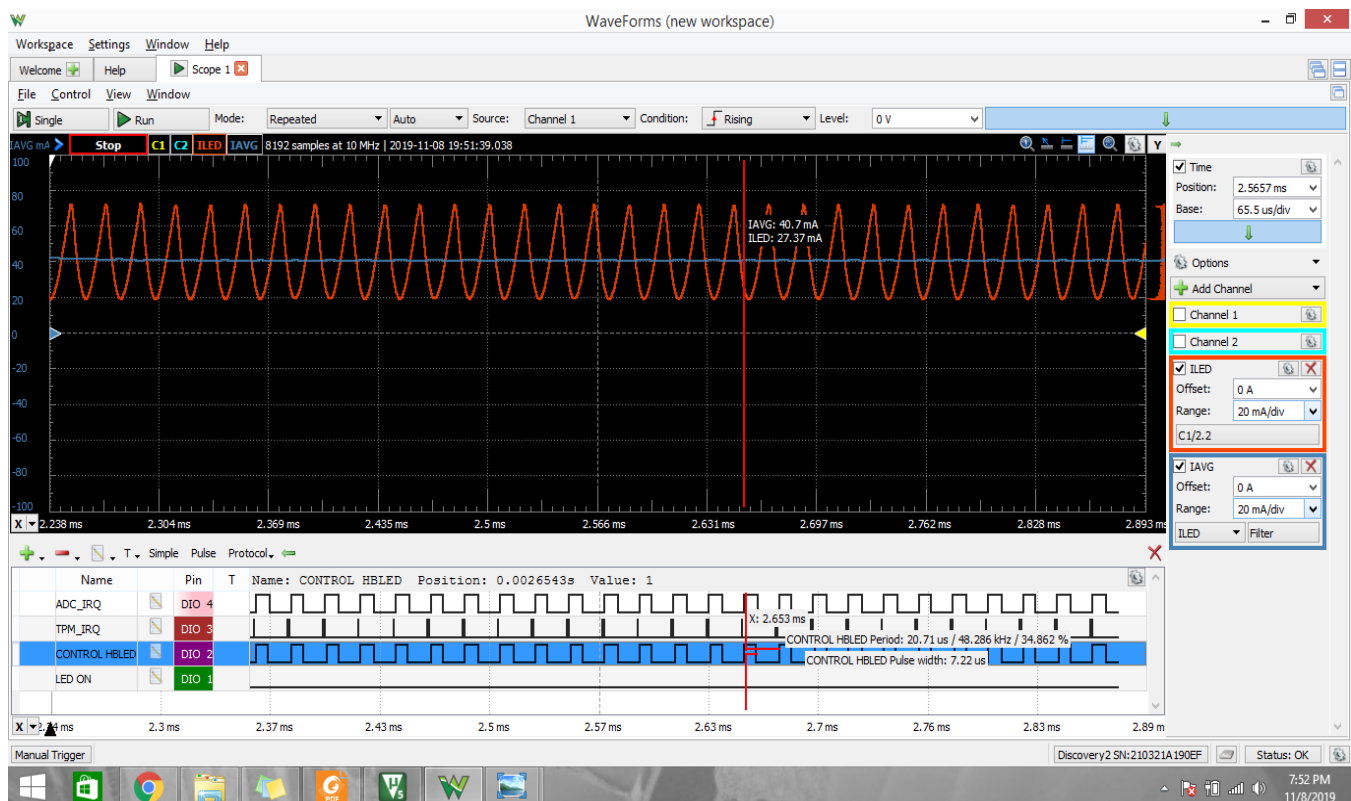 WaveForms (new workspace)
Workspace Settings Window Help
Welcome Help Scope 1
File Control View Window
Single Run Mode: Repeated Auto Source: Channel 1 Condition: Rising Level: 0 V
IAVG mA Stop C1 C2 ILED IAVG 8192 samples at 10 MHz | 2019-11-08 19:51:39.038 Y
100
80
60
40
20
0
-20
-40
-60
-80
-100
IAVG: 40.7 mA
ILED: 27.37 mA
X 2.238 ms 2.304 ms 2.369 ms 2.435 ms 2.5 ms 2.566 ms 2.631 ms 2.697 ms 2.762 ms 2.828 ms 2.893 ms
Time
Position: 2.5657 ms
Base: 65.5 us/div
Options
Add Channel
Channel 1
Channel 2
ILED
Offset: 0 A
Range: 20 mA/div
C1/2.2
IAVG
Offset: 0 A
Range: 20 mA/div
ILED Filter
T Simple Pulse Protocol
Name Pin T Name: CONTROL HBLED Position: 0.0026543s Value: 1
ADC_IRQ DIO 4
TPM_IRQ DIO 3
CONTROL HBLED DIO 2
LED ON DIO 1
X: 2.653 ms
CONTROL HBLED Period: 20.71 us / 48.286 kHz / 34.862 %
CONTROL HBLED Pulse width: 7.22 us
X ms 2.3 ms 2.37 ms 2.43 ms 2.5 ms 2.57 ms 2.63 ms 2.7 ms 2.76 ms 2.83 ms 2.89 m
Manual Trigger Discovery2 SN:210321A190EF Status: OK
PDF
7:52 PM
11/8/2019